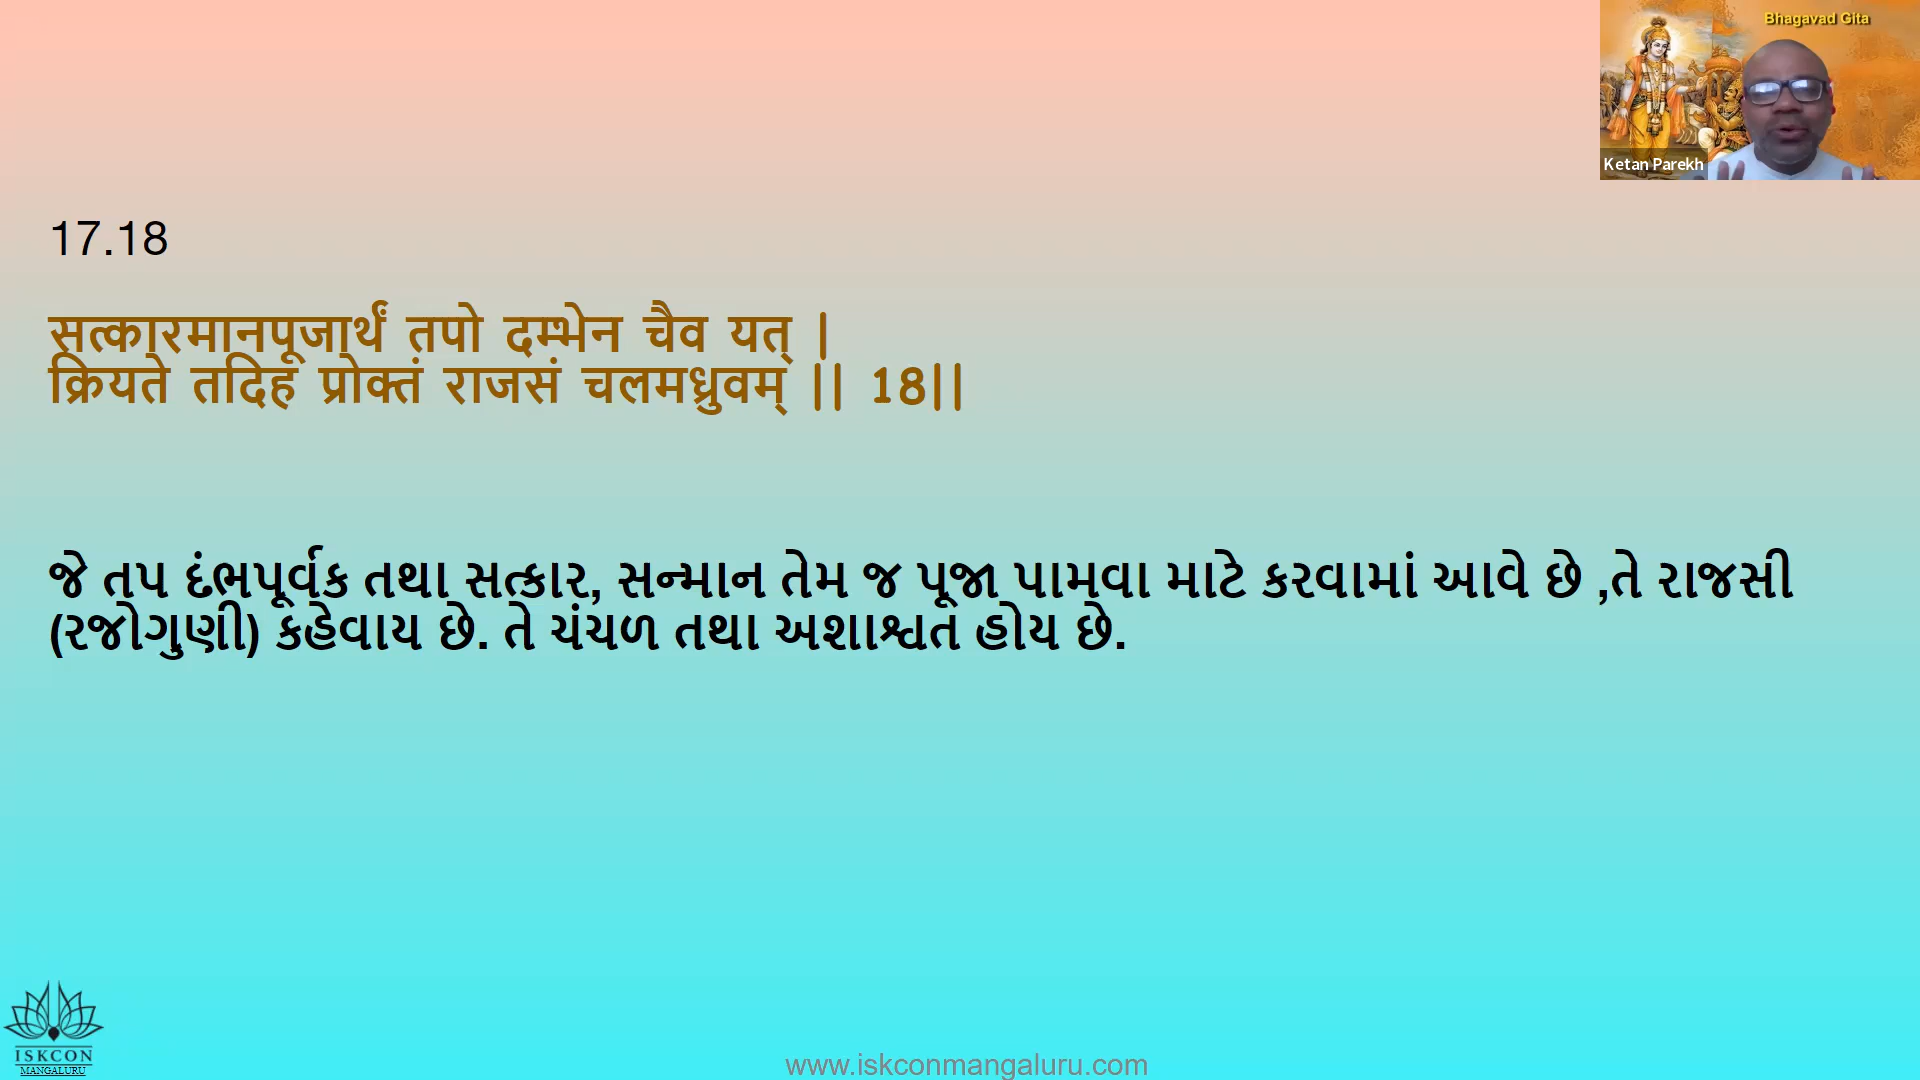 Bhagavad Gita
Ketan Parekh
17.18
सत्कारमानपूजार्थं तपो दम्भेन चैव यत् |
क्रियते तदिह प्रोक्तं राजसं चलमध्रुवम् || 18||
જે તપ દંભપૂર્વક તથા સત્કાર, સન્માન તેમ જ પૂજા પામવા માટે કરવામાં આવે છે ,તે રાજસી
(રજોગુણી) કહેવાય છે. તે ચંચળ તથા અશાશ્વત હોય છે.
ISKCON
MANGALURU
www.iskconmangaluru.com